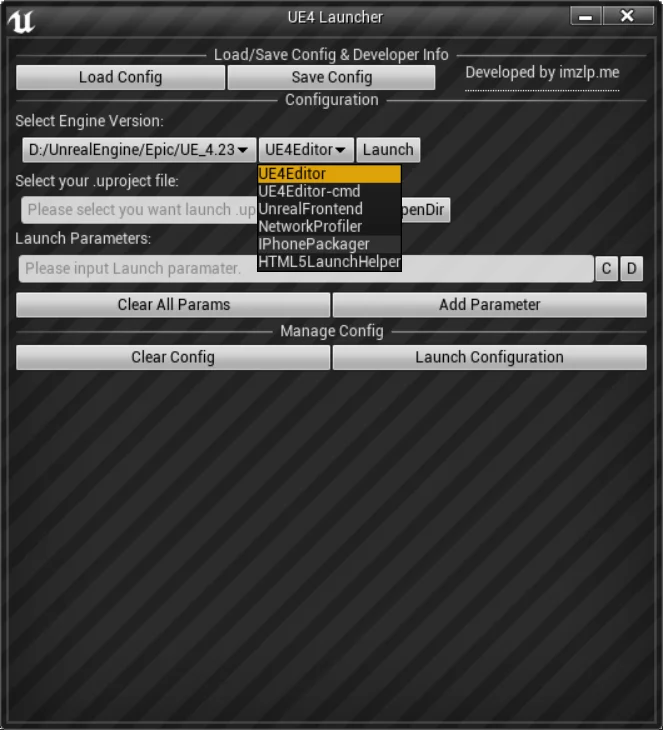 UE4 Launcher
Load/Save Config & Developer Info
Load Config Save Config Developed by imzlp.me
Configuration
Select Engine Version:
D:/UnrealEngine/Epic/UE_4.23 UE4Editor Launch
UE4Editor
Select your .uproject file:
UE4Editor-cmd
Please select you want launch .up UnrealFrontend penDir
NetworkProfiler
Launch Parameters:
IPhonePackager
HTML5LaunchHelper
Please input Launch paramater. C D
Clear All Params Add Parameter
Manage Config
Clear Config Launch Configuration